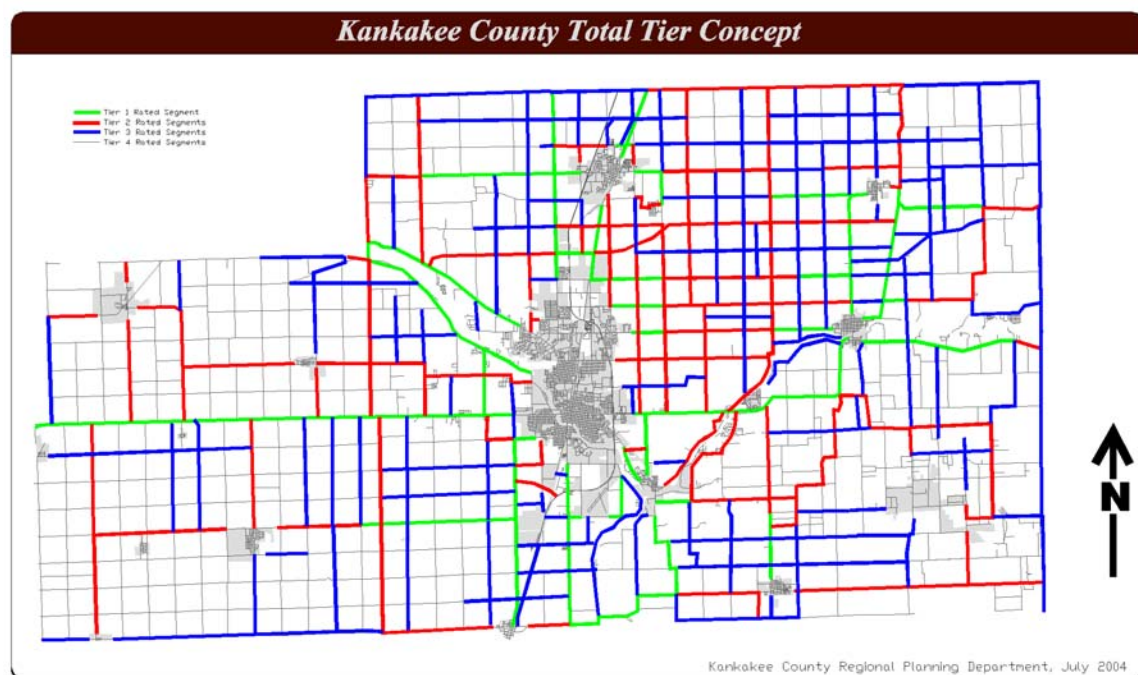 Kankakee County Total Tier Concept
Tier 1 Rated Segment
Tier 2 Rated Segments
Tier 3 Rated Segments
Tier 4 Rated Segments
N
Kankakee County Regional Planning Department, July 2004